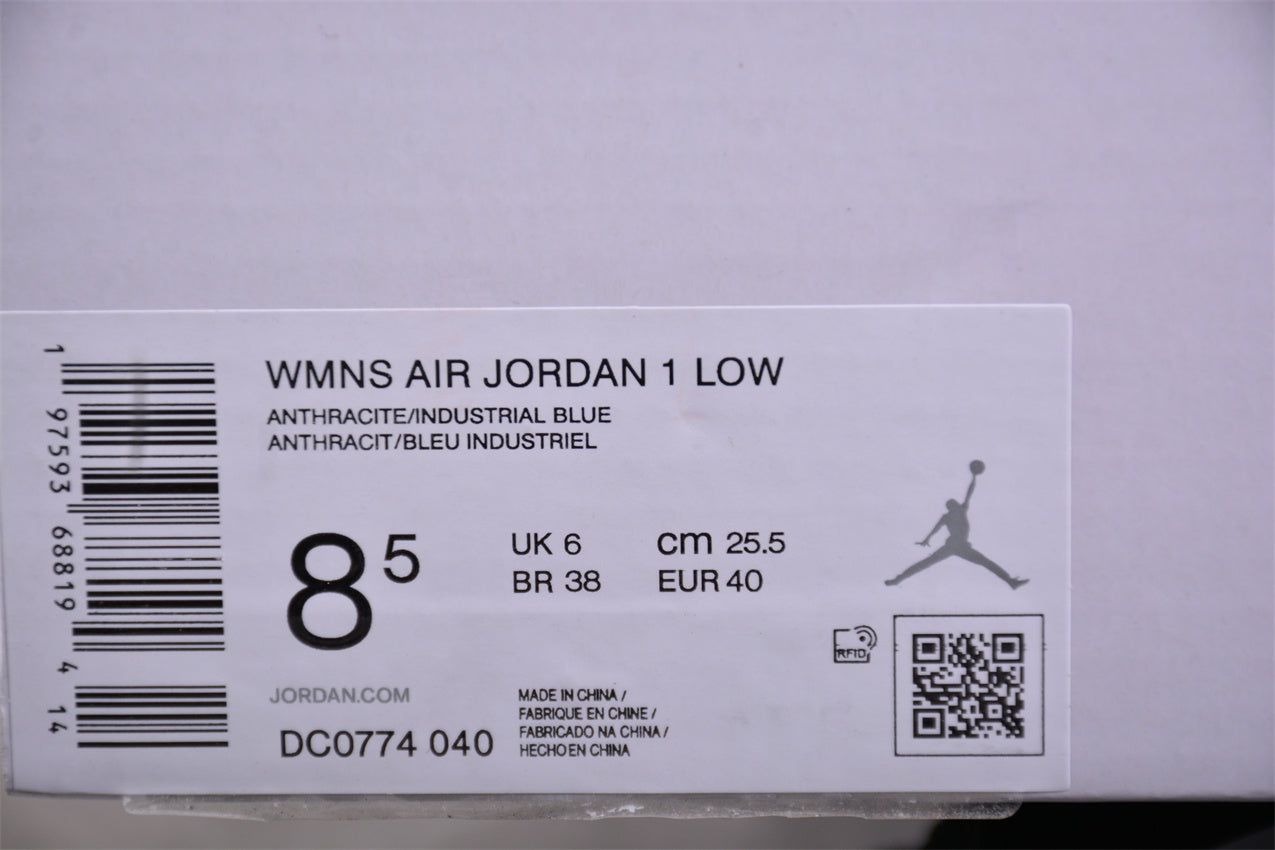 WMNS AIR JORDAN 1 LOW
ANTHRACITE/INDUSTRIAL BLUE
ANTHRACIT/BLEU INDUSTRIEL
8 5
UK 6 cm 25.5
BR 38 EUR 40
JORDAN.COM
DC0774 040
MADE IN CHINA /
FABRIQUE EN CHINE /
FABRICADO NA CHINA /
HECHO EN CHINA
RFID
1 97593 68819 4 14